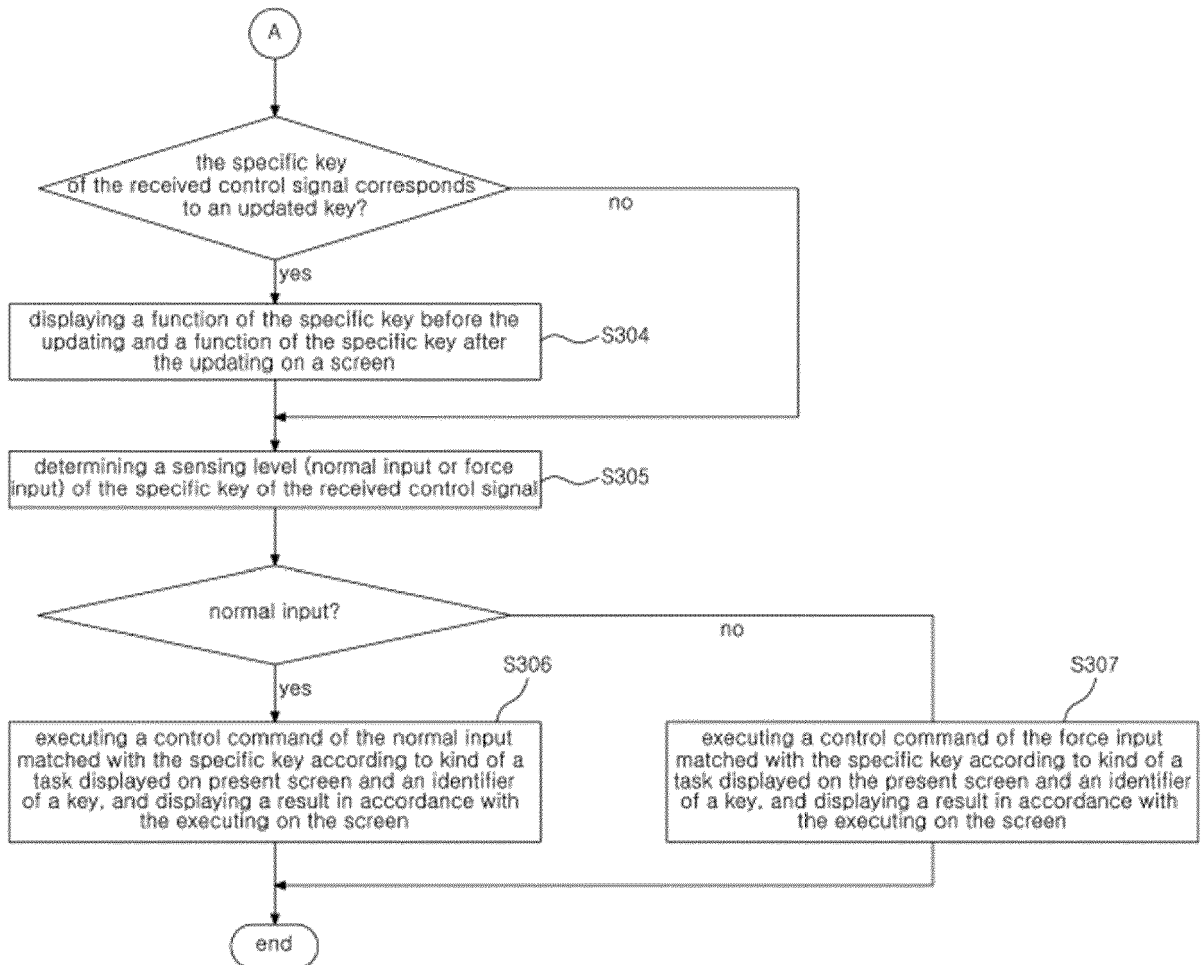 A
the specific key
of the received control signal corresponds
to an updated key?
no
yes
displaying a function of the specific key before the
updating and a function of the specific key after
the updating on a screen
S304
determining a sensing level (normal input or force
input) of the specific key of the received control signal
S305
normal input?
no
yes
S306
S307
executing a control command of the normal input
matched with the specific key according to kind of a
task displayed on present screen and an identifier
of a key, and displaying a result in accordance with
the executing on the screen
executing a control command of the force input
matched with the specific key according to kind of a
task displayed on the present screen and an identifier
of a key, and displaying a result in accordance with
the executing on the screen
end